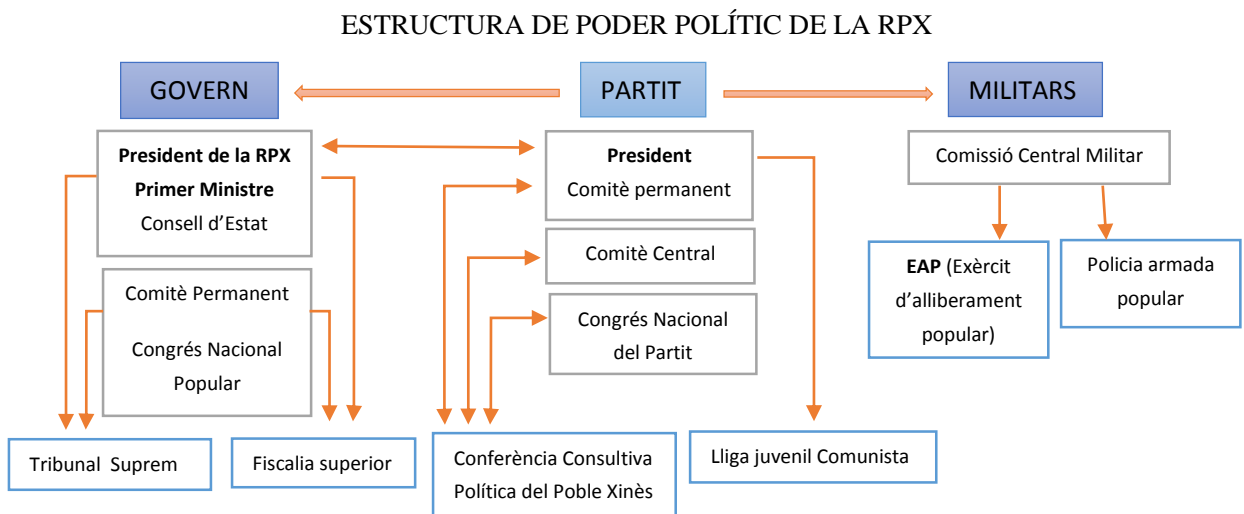 ESTRUCTURA DE PODER POLÍTIC DE LA RPX
GOVERN
PARTIT
MILITARS
President de la RPX
Primer Ministre
Consell d'Estat
President
Comitè permanent
Comissió Central Militar
Comitè Central
EAP (Exèrcit
d'alliberament
popular)
Policia armada
popular
Comitè Permanent
Congrés Nacional
Popular
Congrés Nacional
del Partit
Tribunal Suprem
Fiscalia superior
Conferència Consultiva
Política del Poble Xinès
Lliga juvenil Comunista